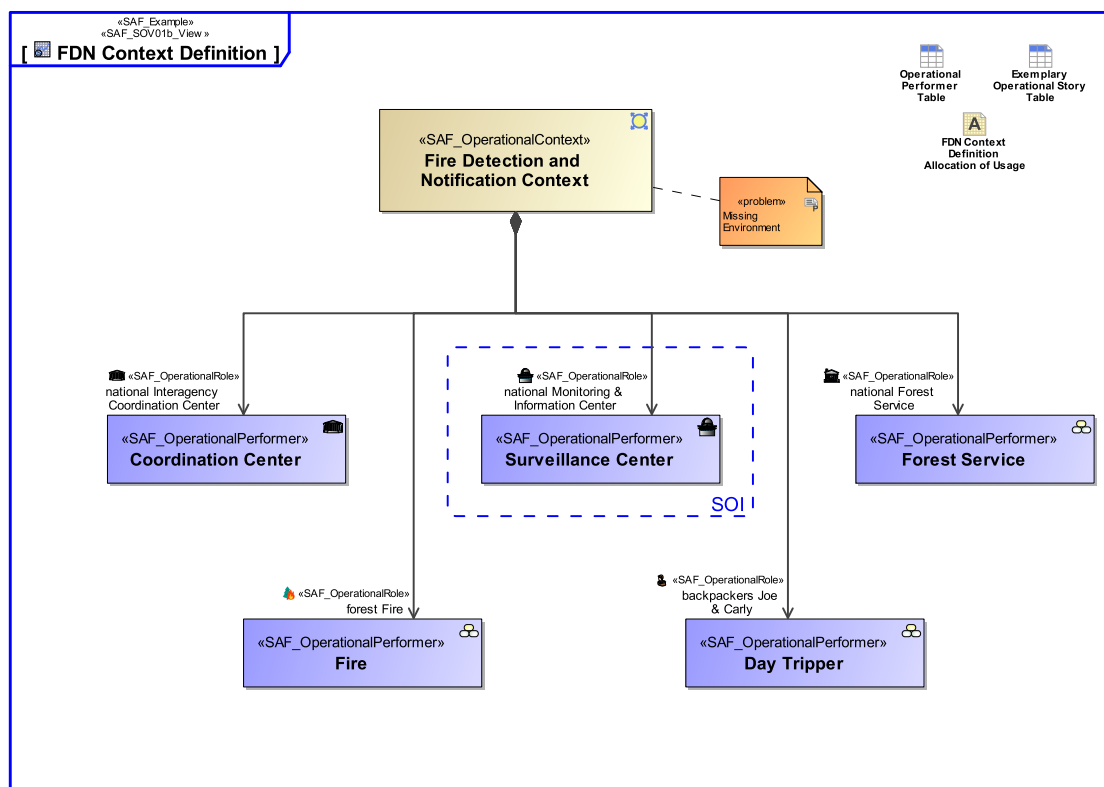 «SAF_Example»
«SAF_SOV01b_View »
[ FDN Context Definition ]
Operational
Performer
Table
Exemplary
Operational Story
Table
A
FDN Context
Definition
Allocation of Usage
«SAF_OperationalContext»
Fire Detection and
Notification Context
«problem»
P
Missing
Environment
«SAF_OperationalRole»
national Interagency
Coordination Center
«SAF_OperationalPerformer»
Coordination Center
«SAF_OperationalRole»
national Monitoring &
Information Center
«SAF_OperationalPerformer»
Surveillance Center
SOI
«SAF_OperationalRole»
national Forest
Service
«SAF_OperationalPerformer»
Forest Service
«SAF_OperationalRole»
forest Fire
«SAF_OperationalPerformer»
Fire
«SAF_OperationalRole»
backpackers Joe
& Carly
«SAF_OperationalPerformer»
Day Tripper